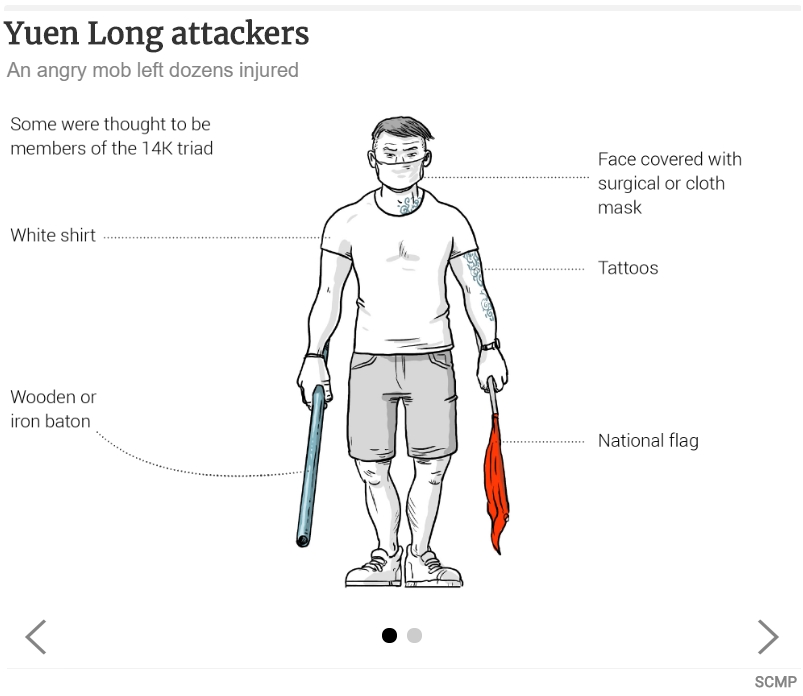 Yuen Long attackers
An angry mob left dozens injured
Some were thought to be
members of the 14K triad
Face covered with
surgical or cloth
mask
White shirt
Tattoos
Wooden or
iron baton
National flag
SCMP